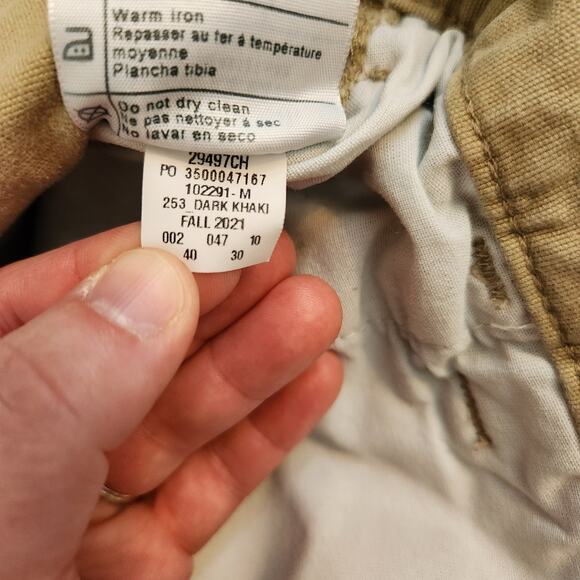 Warm iron
Repasser au fer à température
moyenne
Plancha tibia
Do not dry clean
Ne pas nettoyer à sec
No lavar en seco
29497CH
PO 3500047167
102291-M
253 DARK KHAKI
FALL 2021
002 047 10
40 30